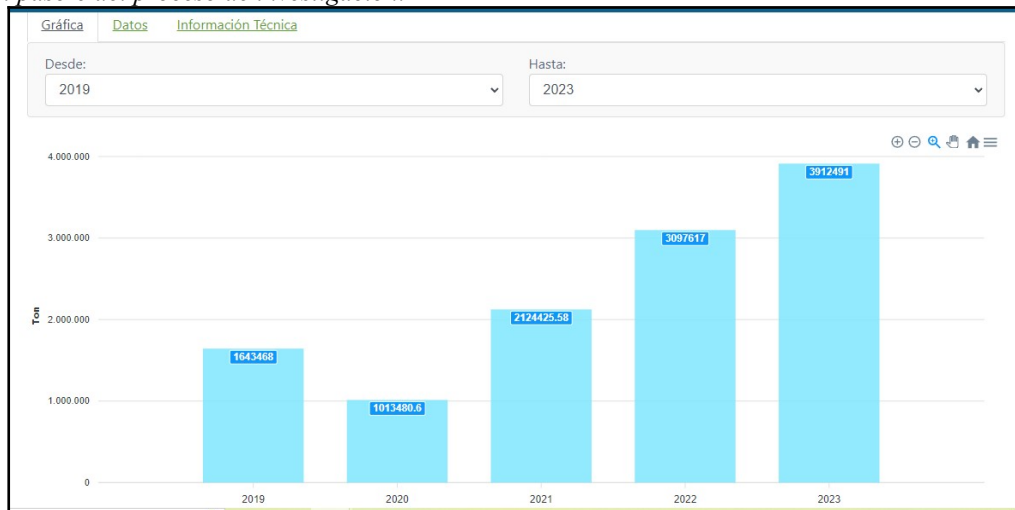 Gráfica Datos Información Técnica
Desde: Hasta:
2019 2023
4.000.000
3912491
3.000.000
3097617
Ton
2.000.000
2124425.58
1643468
1.000.000
1013480.6
0
2019 2020 2021 2022 2023